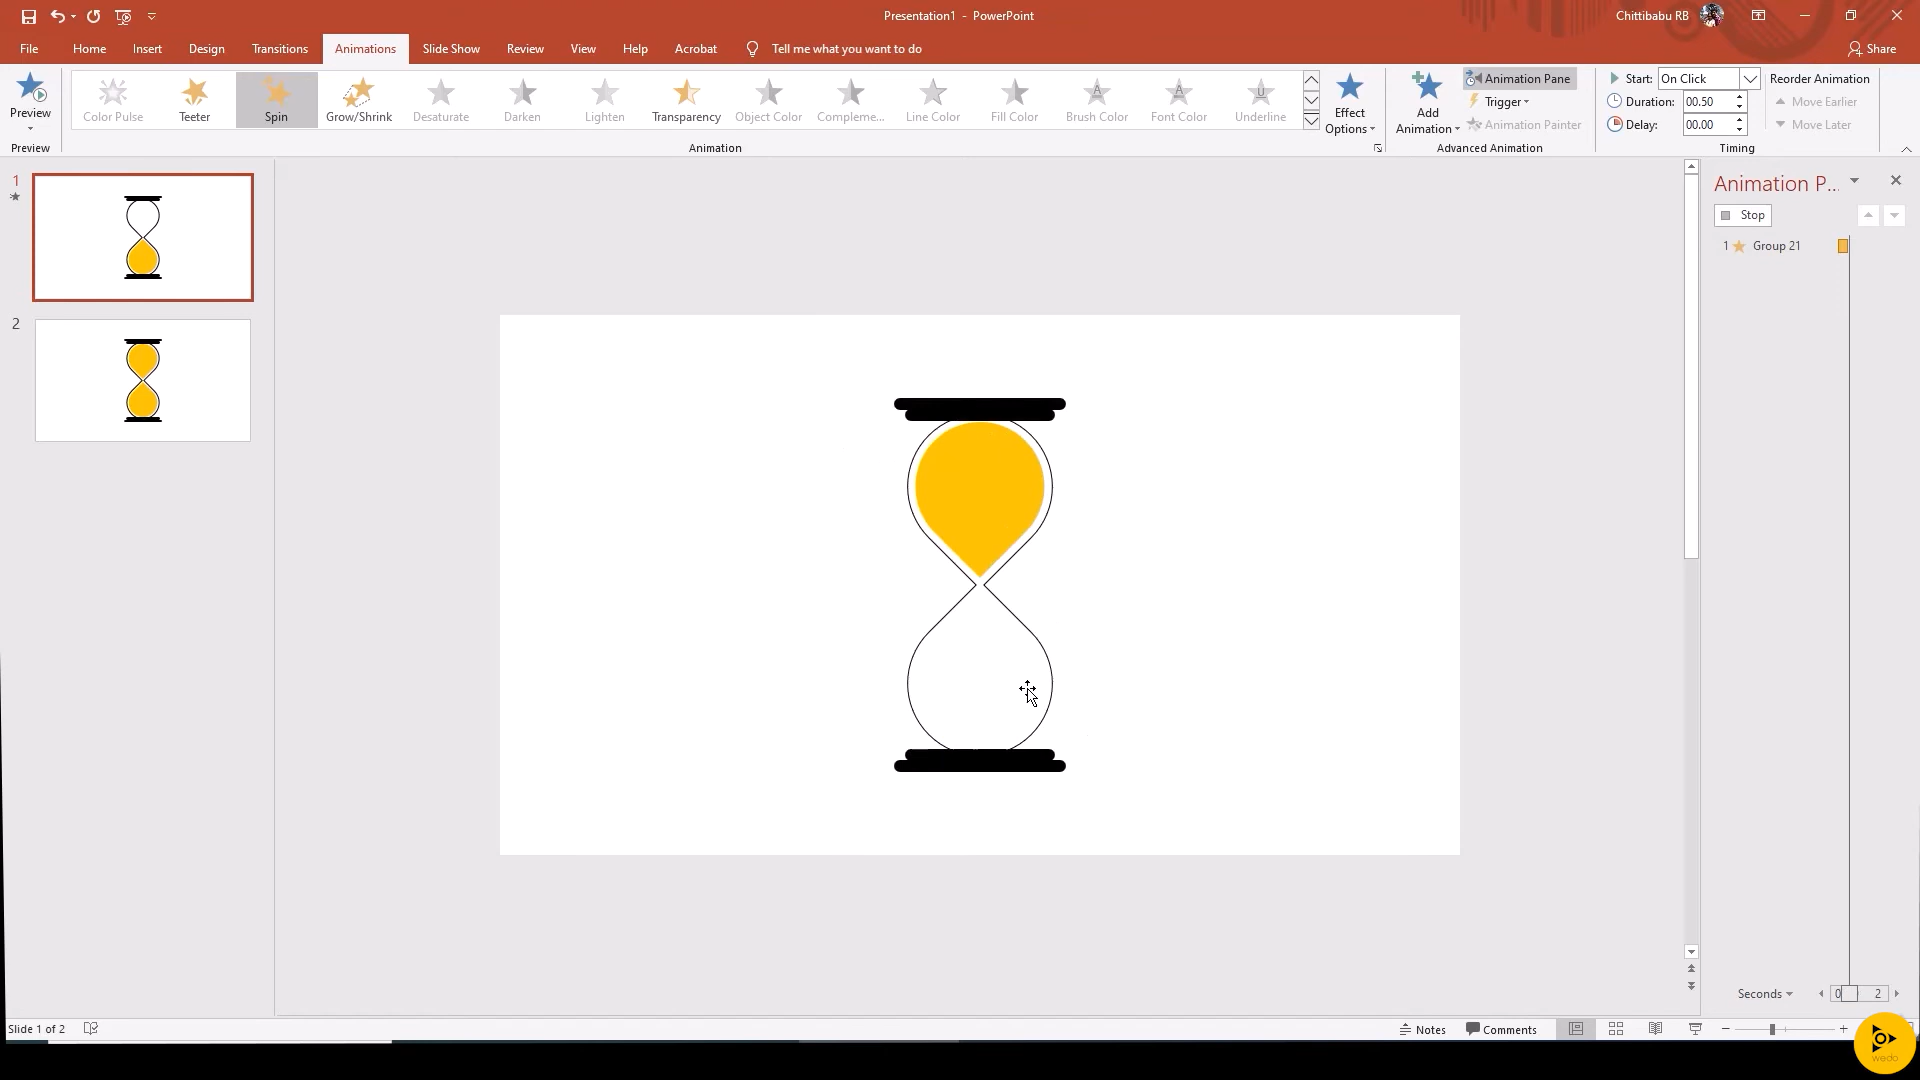 Presentation1 - PowerPoint
Chittibabu RB
File Home Insert Design Transitions Animations Slide Show Review View Help Acrobat Tell me what you want to do
Share
Preview
Color Pulse Teeter Spin Grow/Shrink Desaturate Darken Lighten Transparency Object Color Compleme... Line Color Fill Color Brush Color Font Color Underline
Effect Options
Add Animation
Animation Pane
Trigger
Animation Painter
Start: On Click
Duration: 00.50
Delay: 00.00
Reorder Animation
Move Earlier
Move Later
Preview
Animation
Advanced Animation
Timing
1
2
Animation P...
Stop
1 Group 21
Seconds
0 2
Slide 1 of 2
Notes
Comments
wedo